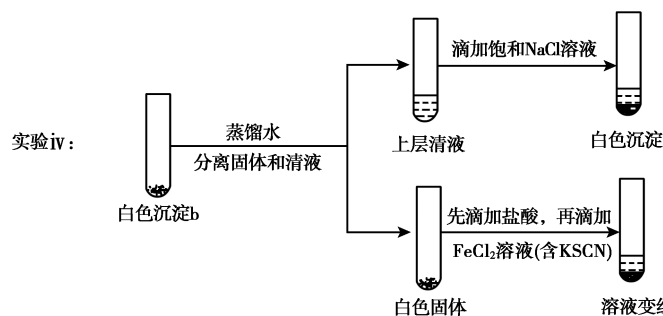 滴加饱和NaCl溶液
实验ⅳ：
蒸馏水
分离固体和清液
上层清液
白色沉淀
白色沉淀b
先滴加盐酸，再滴加
FeCl₂溶液(含KSCN)
白色固体
溶液变红